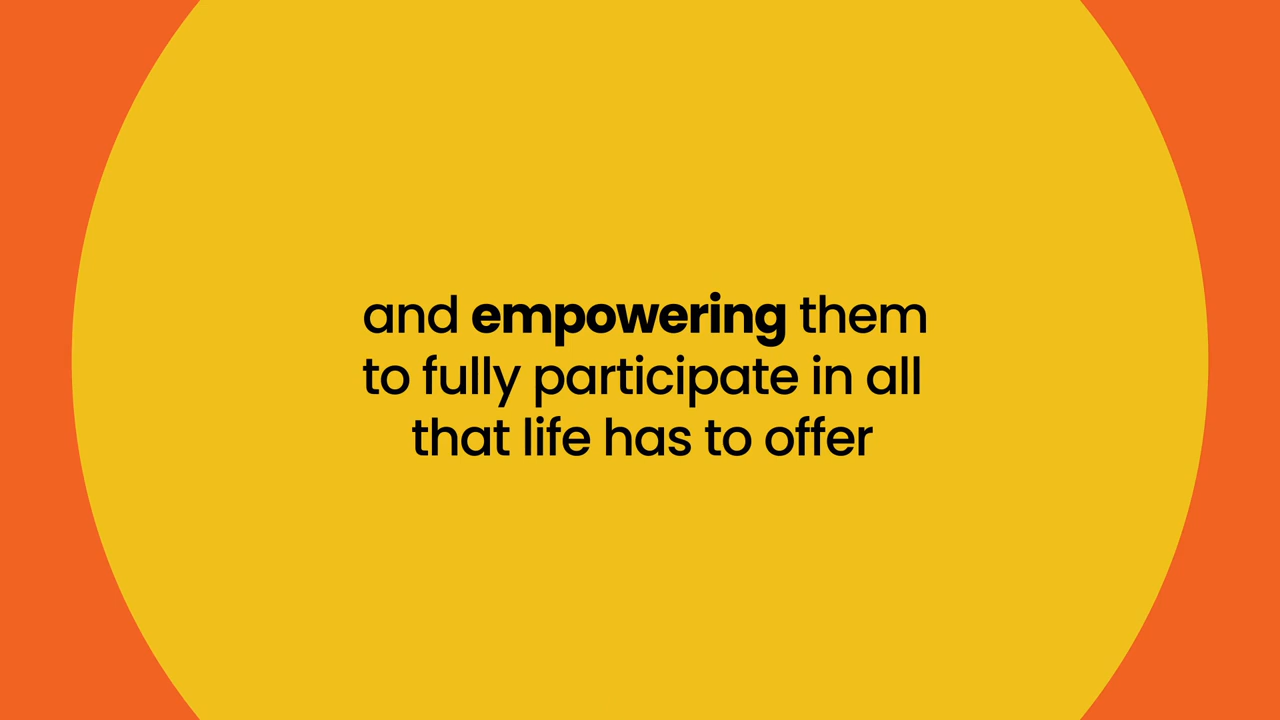 and empowering them
to fully participate in all
that life has to offer